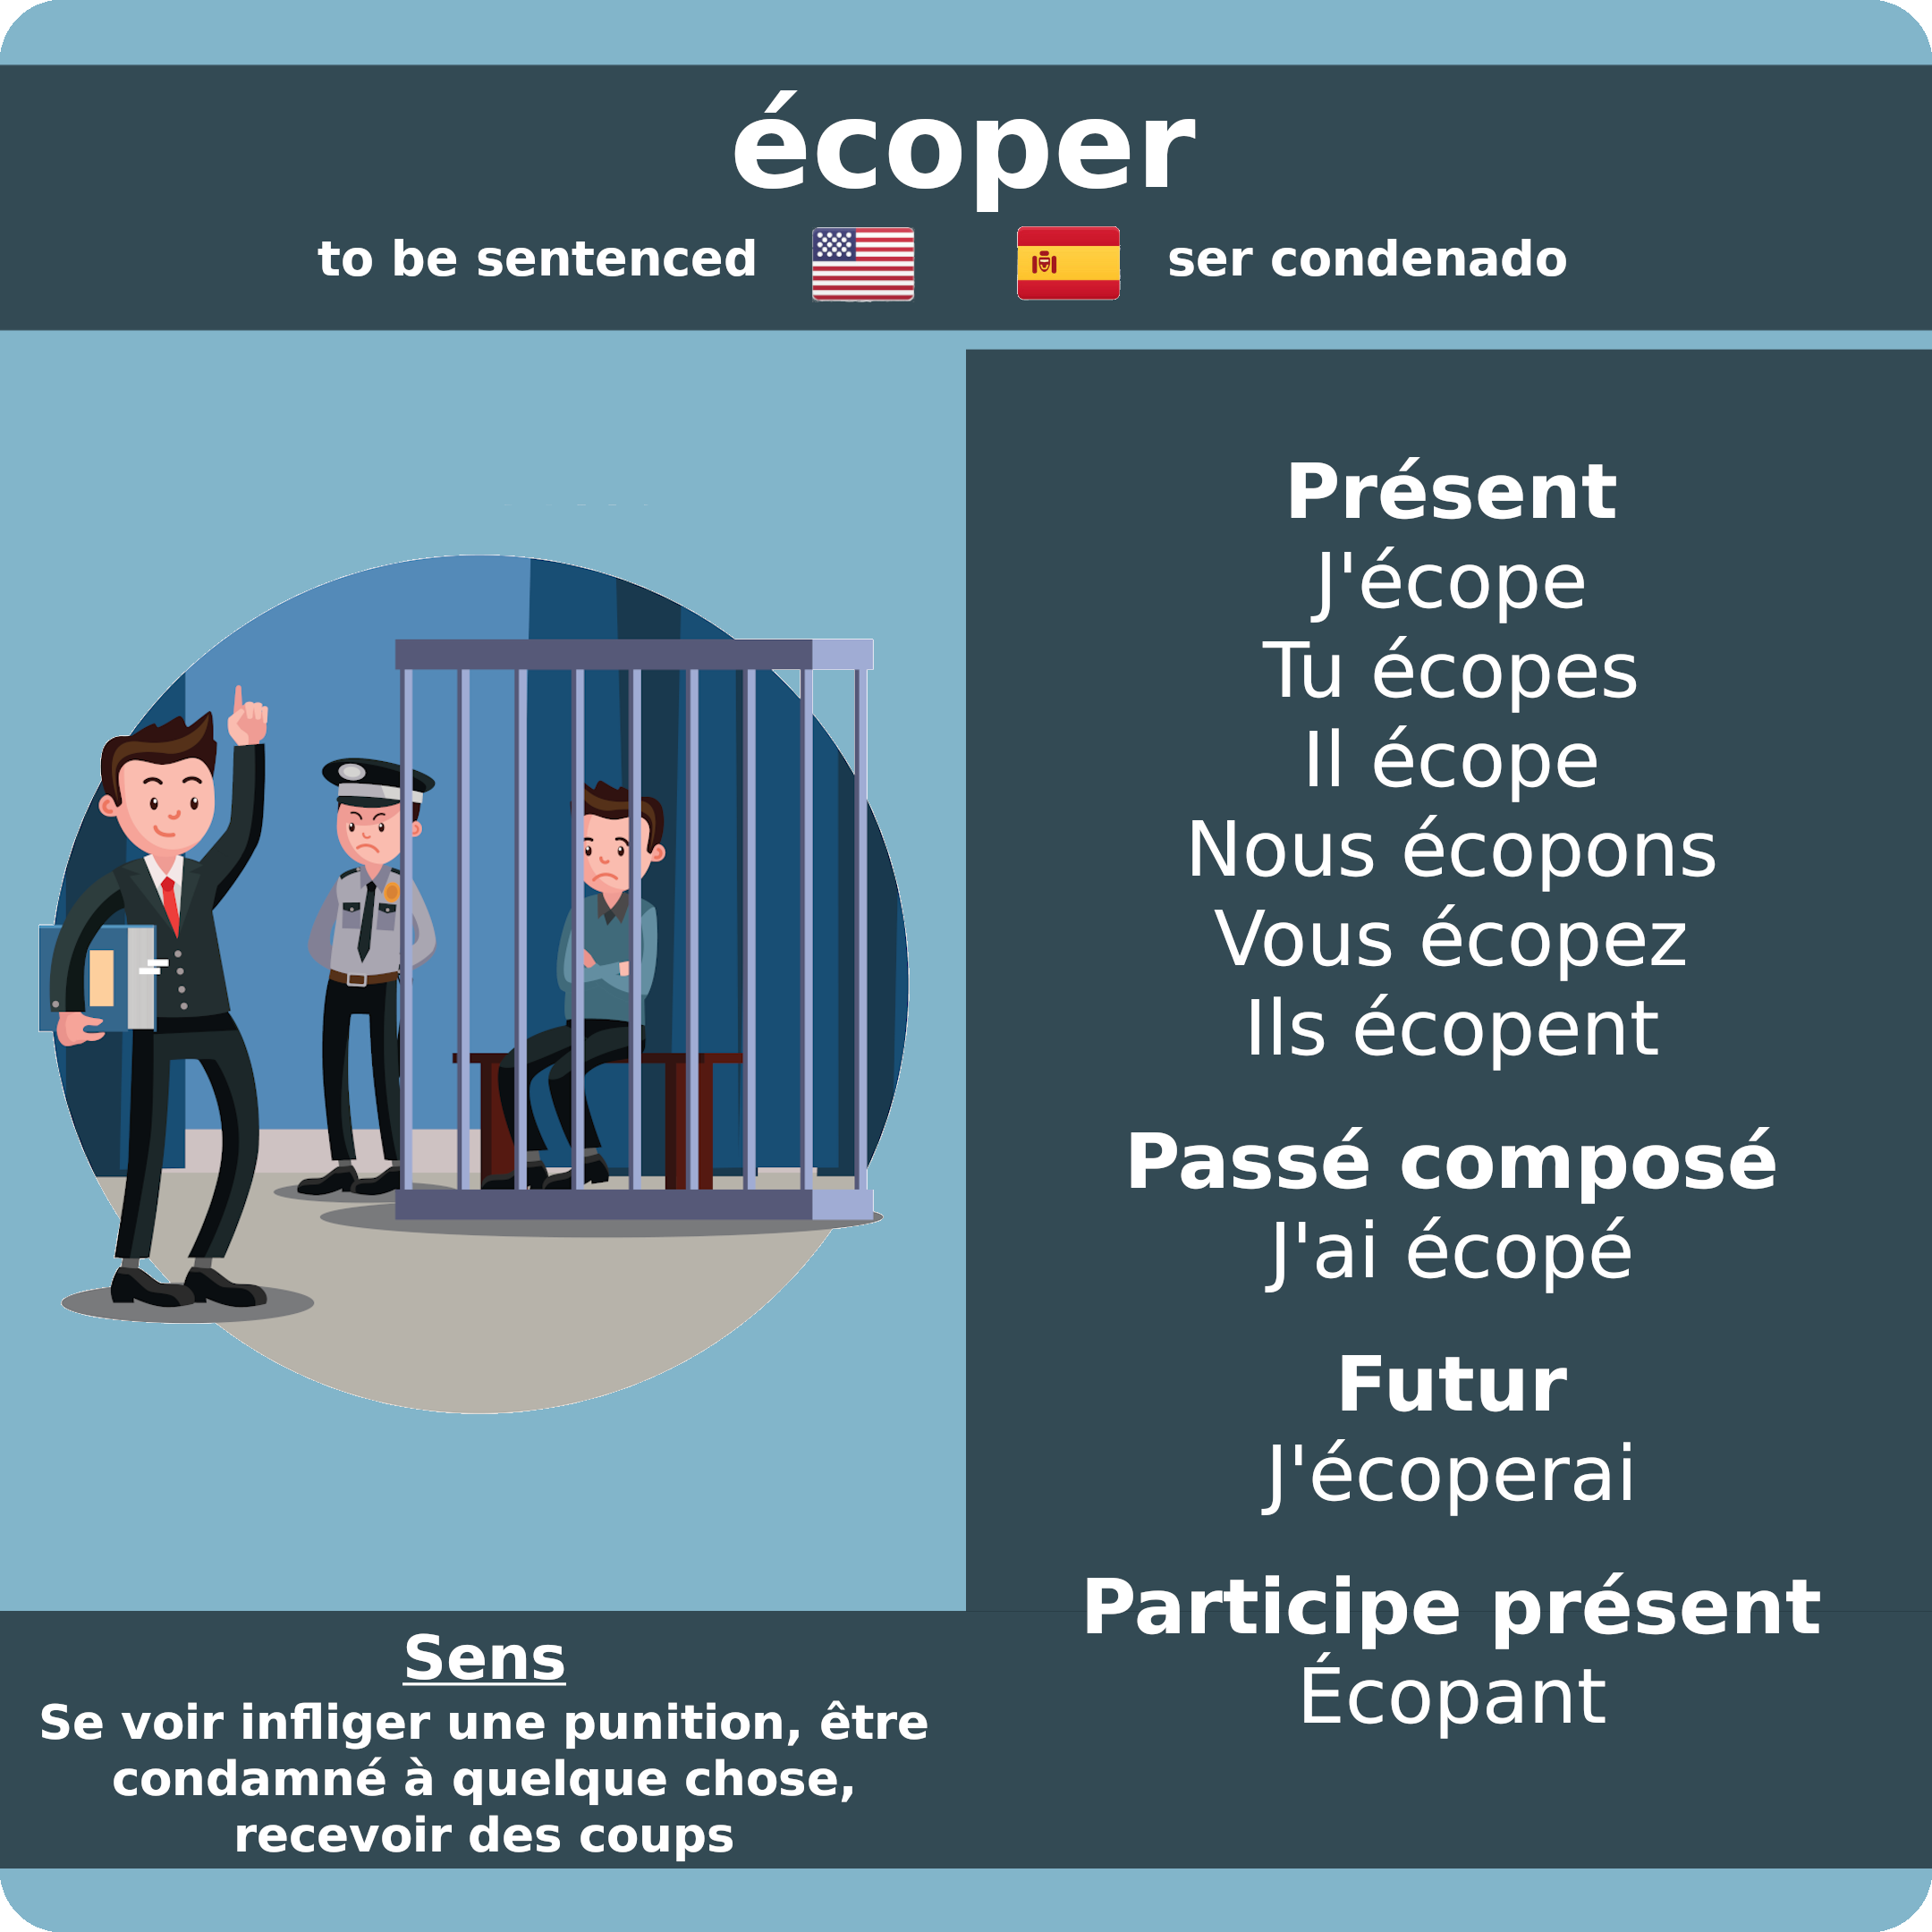 écoper
to be sentenced ser condenado
Présent
J'écope
Tu écopes
Il écope
Nous écopons
Vous écopez
Ils écopent
Passé composé
J'ai écopé
Futur
J'écoperai
Participe présent
Écopant
Sens
Se voir infliger une punition, être
condamné à quelque chose,
recevoir des coups